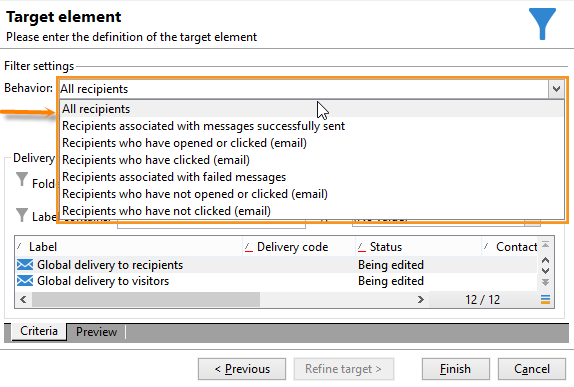 Target element
Please enter the definition of the target element
Filter settings
Behavior: All recipients
All recipients
Recipients associated with messages successfully sent
Recipients who have opened or clicked (email)
Recipients who have clicked (email)
Recipients associated with failed messages
Recipients who have not opened or clicked (email)
Recipients who have not clicked (email)
Delivery
Folde
Label
Label Delivery code Status Contact
Global delivery to recipients Being edited
Global delivery to visitors Being edited
12 / 12
Criteria Preview
< Previous Refine target > Finish Cancel